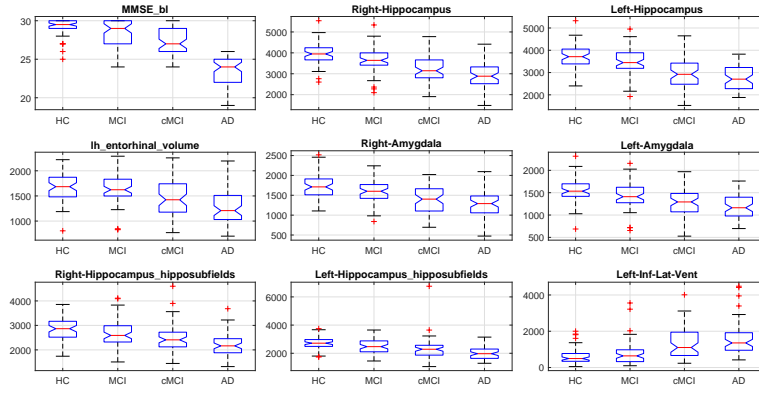 MMSE_bl
30
25
20
HC MCI cMCI AD
Right-Hippocampus
5000
4000
3000
2000
HC MCI cMCI AD
Left-Hippocampus
5000
4000
3000
2000
HC MCI cMCI AD
lh_entorhinal_volume
2000
1500
1000
HC MCI cMCI AD
Right-Amygdala
2500
2000
1500
1000
500
HC MCI cMCI AD
Left-Amygdala
2000
1500
1000
500
HC MCI cMCI AD
Right-Hippocampus_hipposubfields
4000
3000
2000
HC MCI cMCI AD
Left-Hippocampus_hipposubfields
6000
4000
2000
HC MCI cMCI AD
Left-Inf-Lat-Vent
4000
2000
0
HC MCI cMCI AD